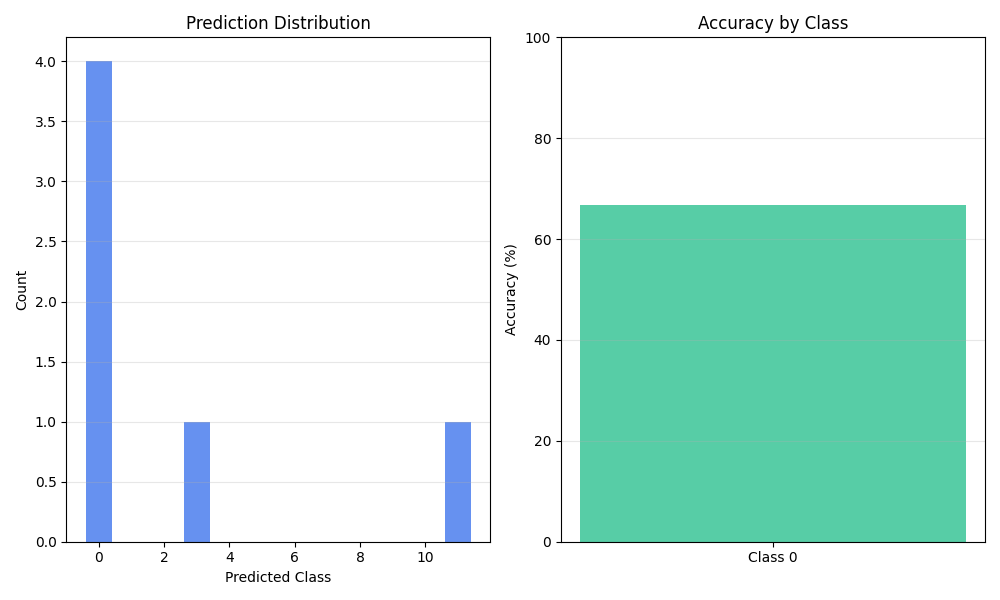 Prediction Distribution
Count
4.0
3.5
3.0
2.5
2.0
1.5
1.0
0.5
0.0
0 2 4 6 8 10
Predicted Class
Accuracy by Class
Accuracy (%)
100
80
60
40
20
0
Class 0